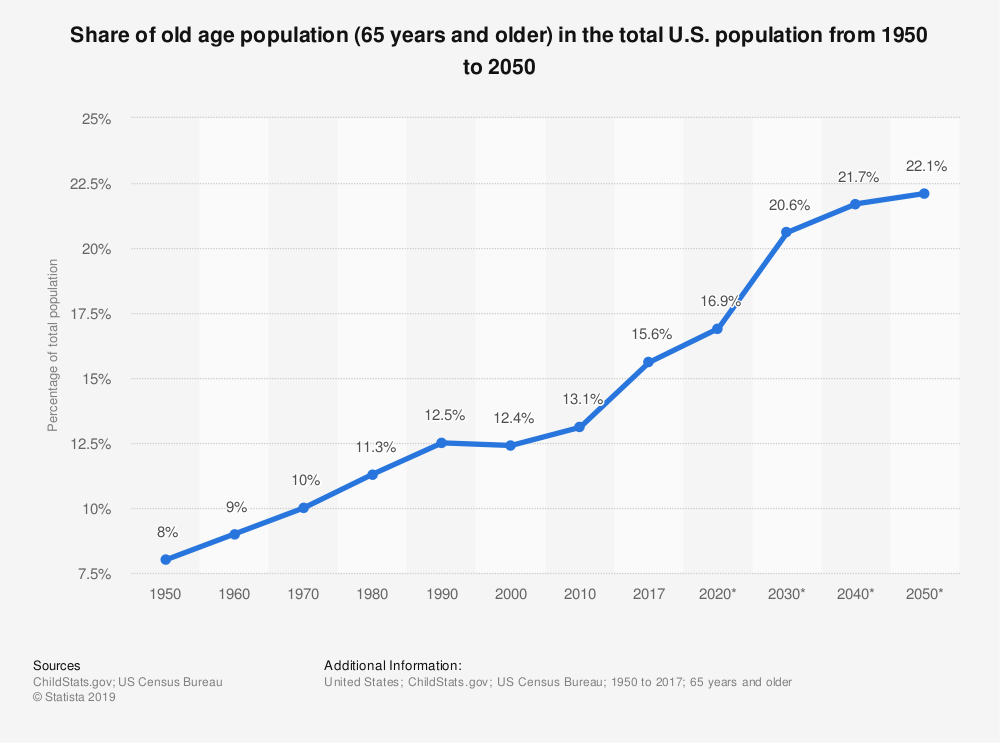 Share of old age population (65 years and older) in the total U.S. population from 1950
to 2050
Percentage of total population
25%
22.5%
20%
17.5%
15%
12.5%
10%
7.5%
8%
9%
10%
11.3%
12.5%
12.4%
13.1%
15.6%
16.9%
20.6%
21.7%
22.1%
1950 1960 1970 1980 1990 2000 2010 2017 2020* 2030* 2040* 2050*
Sources
ChildStats.gov; US Census Bureau
© Statista 2019
Additional Information:
United States; ChildStats.gov; US Census Bureau; 1950 to 2017; 65 years and older